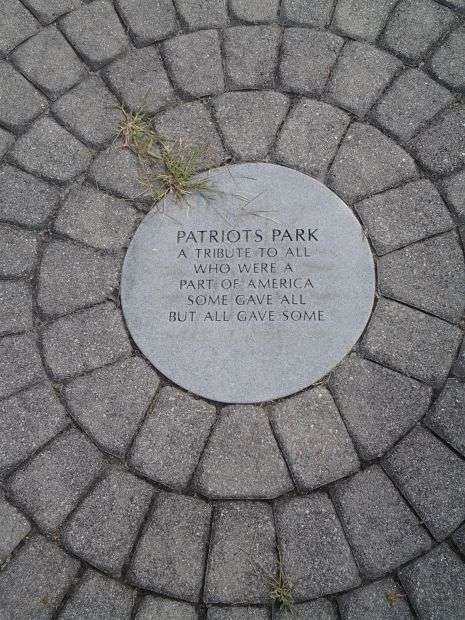 PATRIOTS PARK
A TRIBUTE TO ALL
WHO WERE A
PART OF AMERICA
SOME GAVE ALL
BUT ALL GAVE SOME